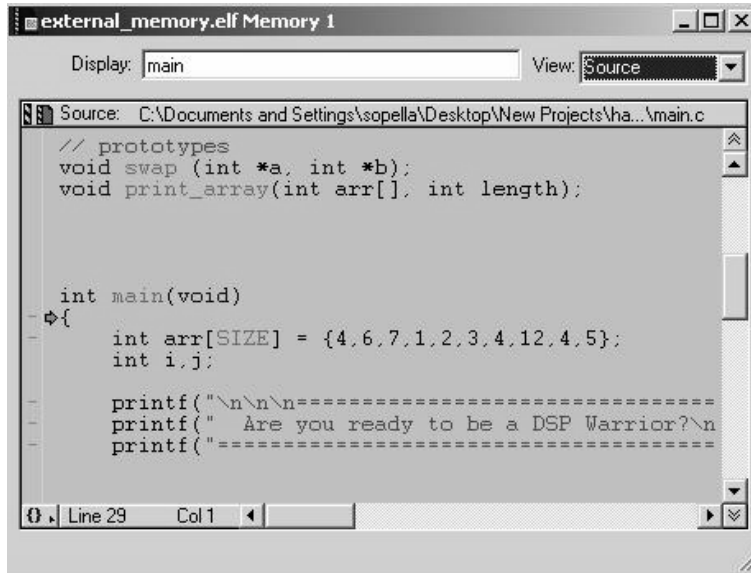 external_memory.elf Memory 1
Display: main View: Source
Source: C:\Documents and Settings\sopella\Desktop\New Projects\ha...\main.c
// prototypes
void swap (int *a, int *b);
void print_array(int arr[], int length);
int main(void)
{
int arr[SIZE] = {4,6,7,1,2,3,4,12,4,5};
int i,j;
printf("\n\n\n================================
printf("  Are you ready to be a DSP Warrior?\n
printf("======================================
{} Line 29 Col 1